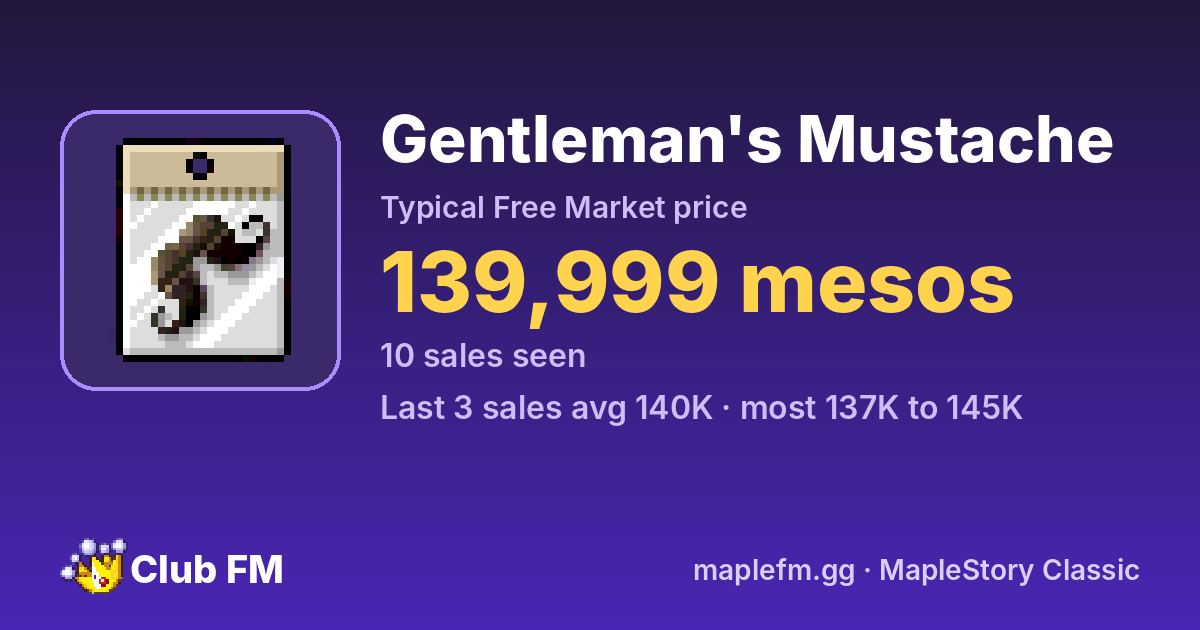 Gentleman's Mustache
Typical Free Market price
139,999 mesos
10 sales seen
Last 3 sales avg 140K · most 137K to 145K
Club FM
maplefm.gg · MapleStory Classic